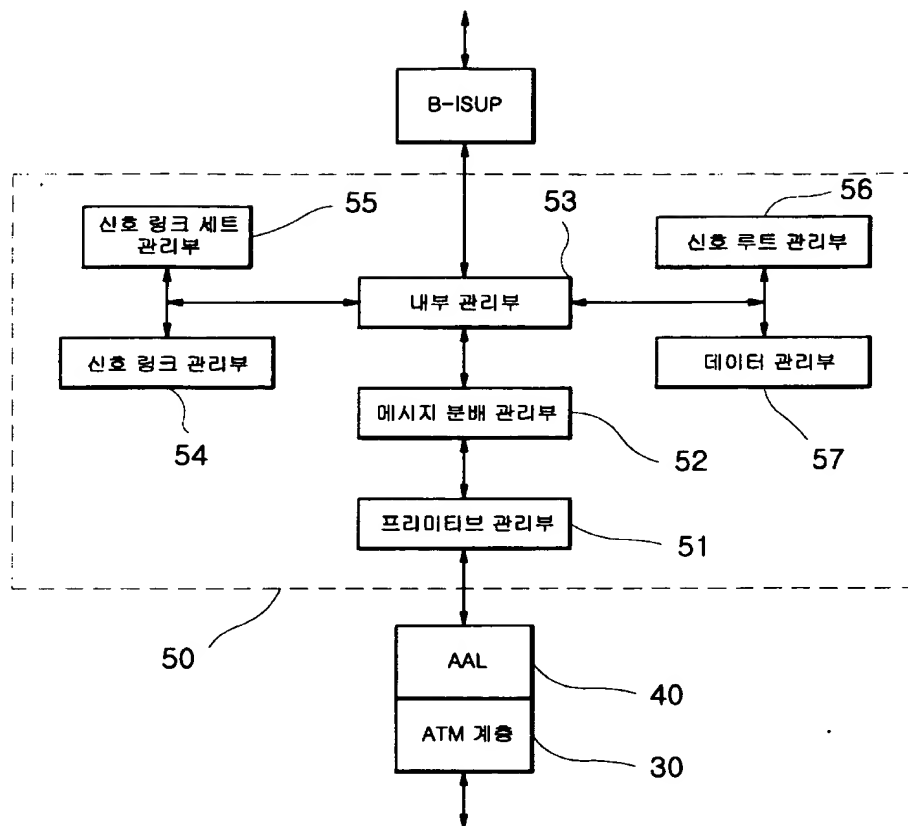 B-ISUP
신호 링크 세트
관리부
55
53
56
신호 루트 관리부
내부 관리부
신호 링크 관리부
데이터 관리부
54
메시지 분배 관리부
52
57
프리미티브 관리부
51
50
AAL
40
ATM 계층
30